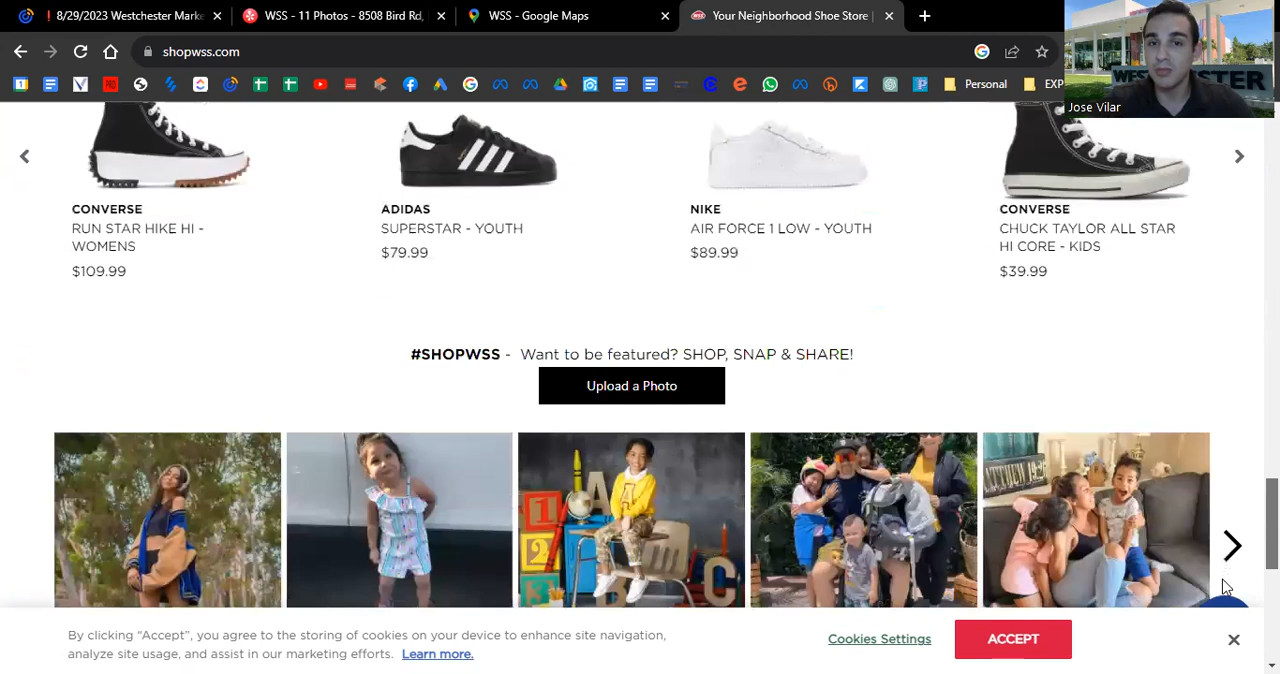 8/29/2023 Westchester Marke
WSS - 11 Photos - 8508 Bird Rd,
WSS - Google Maps
Your Neighborhood Shoe Store |
shopwss.com
Personal
EXP
WESTCHESTER
Jose Vilar
CONVERSE
RUN STAR HIKE HI -
WOMENS
$109.99
ADIDAS
SUPERSTAR - YOUTH
$79.99
NIKE
AIR FORCE 1 LOW - YOUTH
$89.99
CONVERSE
CHUCK TAYLOR ALL STAR
HI CORE - KIDS
$39.99
#SHOPWSS - Want to be featured? SHOP, SNAP & SHARE!
Upload a Photo
By clicking “Accept”, you agree to the storing of cookies on your device to enhance site navigation,
analyze site usage, and assist in our marketing efforts. Learn more.
Cookies Settings
ACCEPT